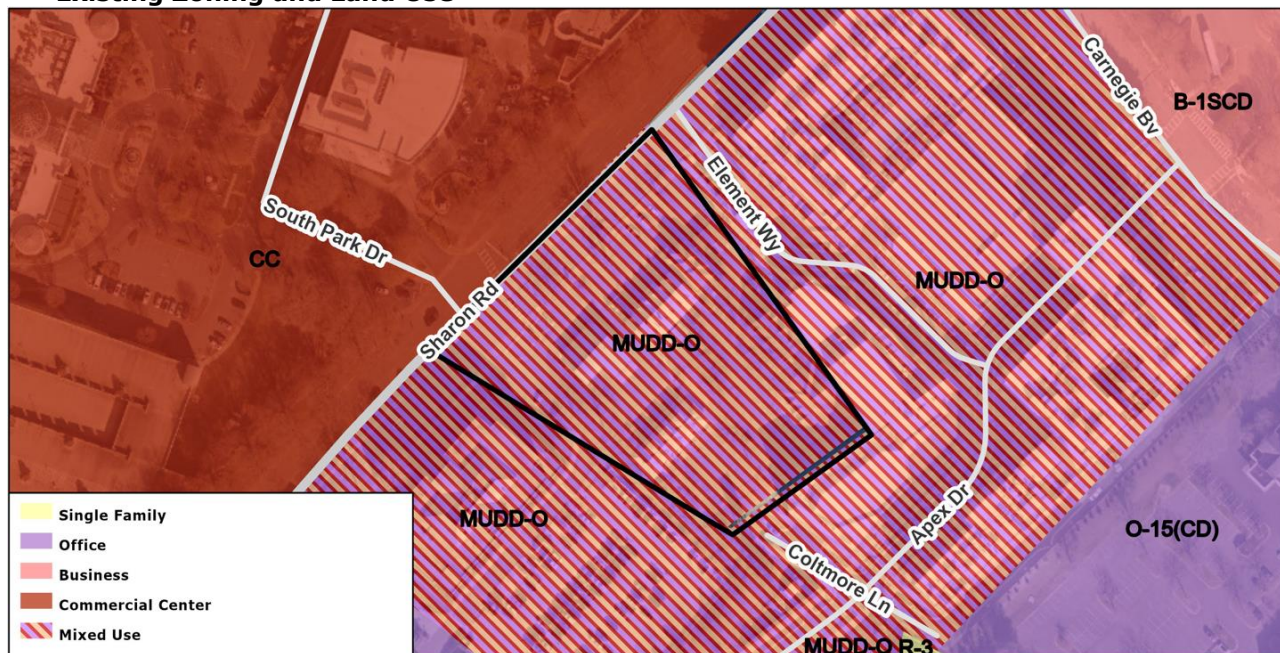 Existing Zoning and Land Use
Carnegie Bv
B-1SCD
Element Wy
South Park Dr
CC
MUDD-O
Sharon Rd
MUDD-O
MUDD-O
Apex Dr
O-15(CD)
Coltmore Ln
MUDD-O R-3
Single Family
Office
Business
Commercial Center
Mixed Use